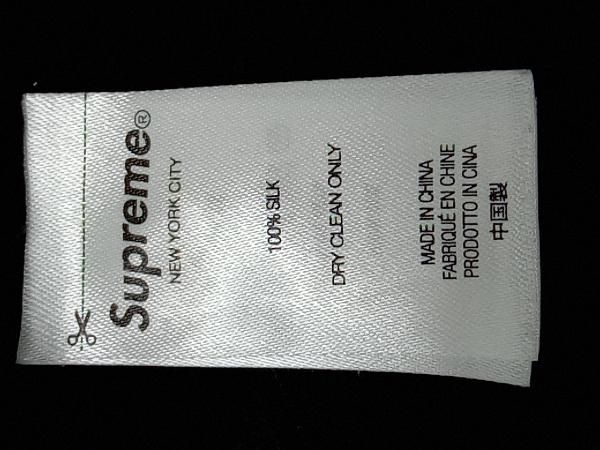 Supreme®
NEW YORK CITY
100% SILK
DRY CLEAN ONLY
MADE IN CHINA
FABRIQUÉ EN CHINE
PRODOTTO IN CINA
中国製